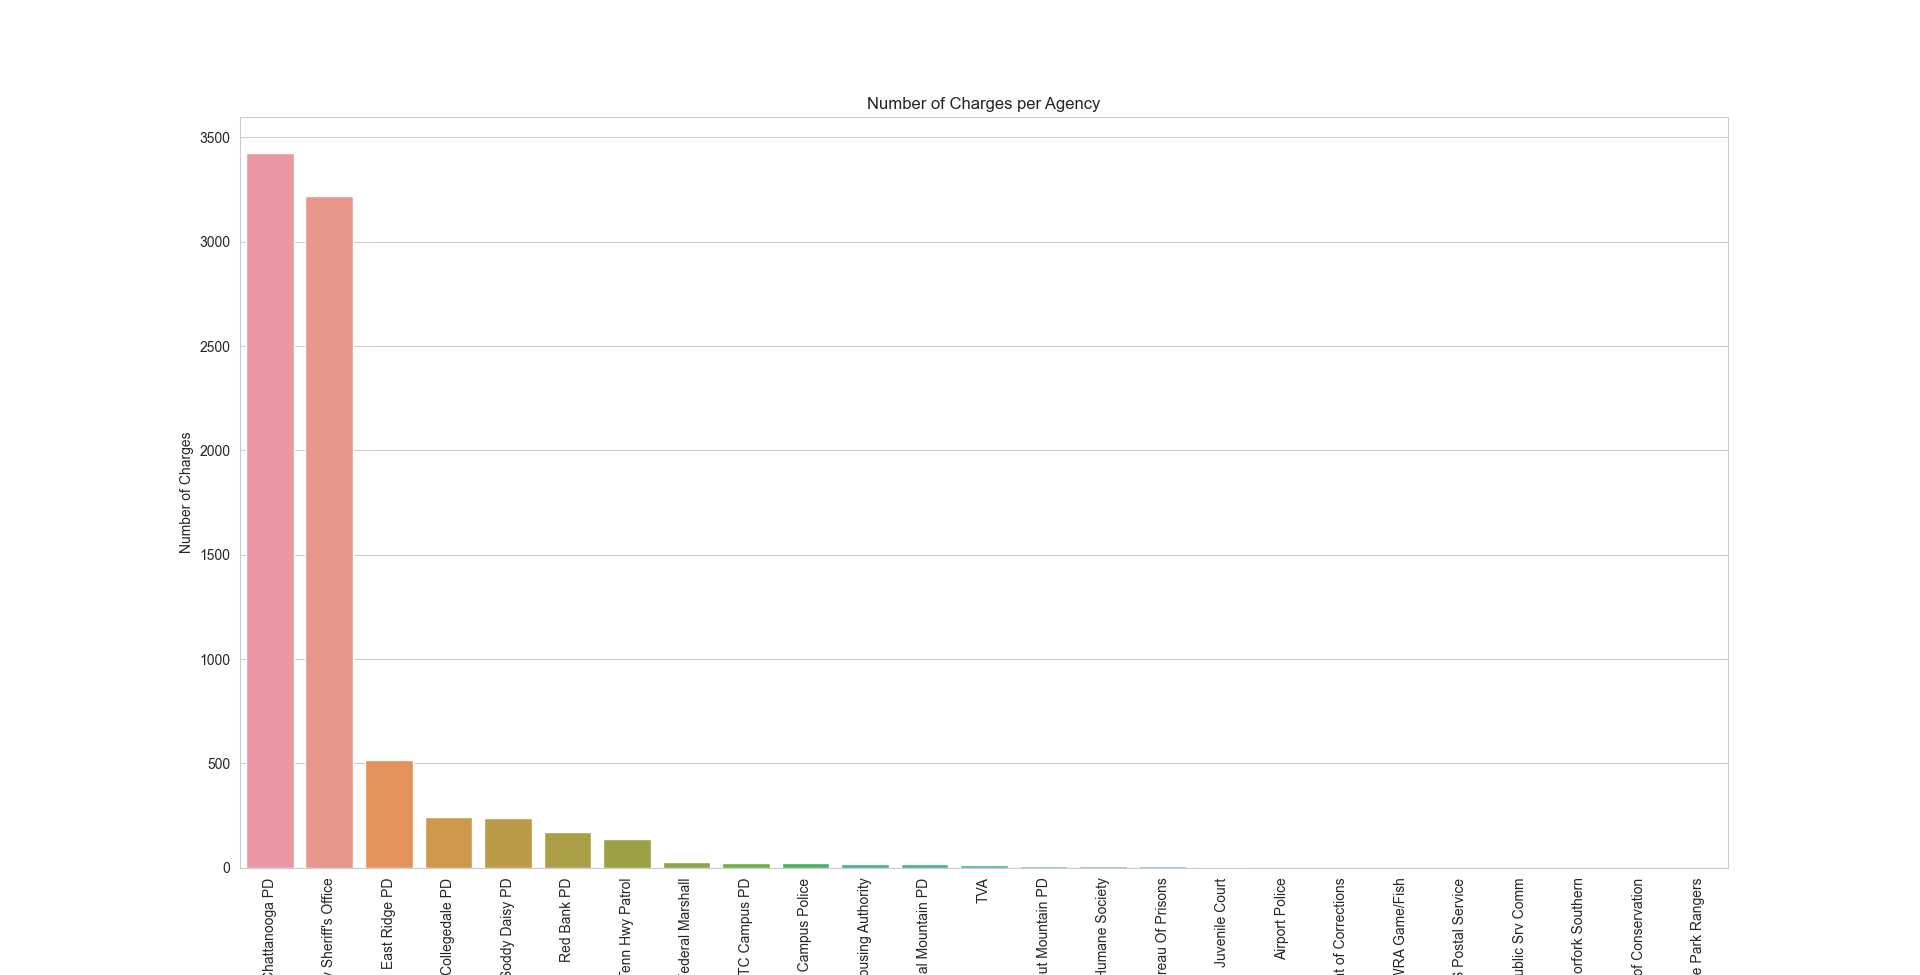 Number of Charges per Agency
Number of Charges
3500
3000
2500
2000
1500
1000
500
0
Chattanooga PD
y Sheriff's Office
East Ridge PD
Collegedale PD
Soddy Daisy PD
Red Bank PD
Tenn Hwy Patrol
Federal Marshall
TC Campus PD
Campus Police
ousing Authority
al Mountain PD
TVA
ut Mountain PD
Humane Society
reau Of Prisons
Juvenile Court
Airport Police
t of Corrections
WRA Game/Fish
S Postal Service
ublic Srv Comm
orfork Southern
of Conservation
e Park Rangers